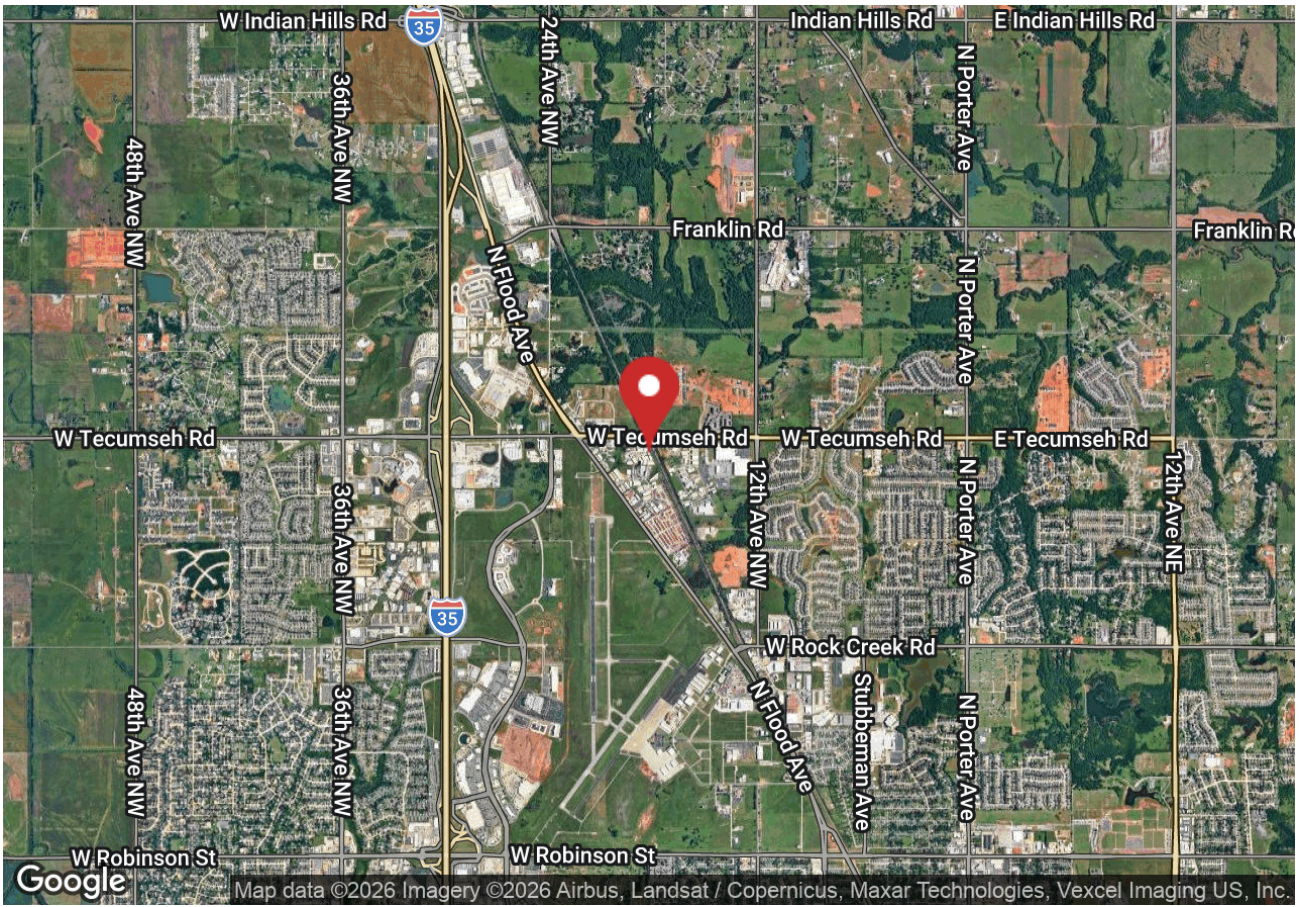 W Indian Hills Rd
35
24th Ave NW
Indian Hills Rd
E Indian Hills Rd
N Porter Ave
36th Ave NW
48th Ave NW
Franklin Rd
Franklin Rd
N Flood Ave
N Porter Ave
W Tecumseh Rd
W Tecumseh Rd
W Tecumseh Rd
E Tecumseh Rd
36th Ave NW
12th Ave NW
N Porter Ave
12th Ave NE
35
W Rock Creek Rd
48th Ave NW
36th Ave NW
N Flood Ave
Stubbeman Ave
N Porter Ave
W Robinson St
W Robinson St
Google
Map data ©2026 Imagery ©2026 Airbus, Landsat / Copernicus, Maxar Technologies, Vexcel Imaging US, Inc.